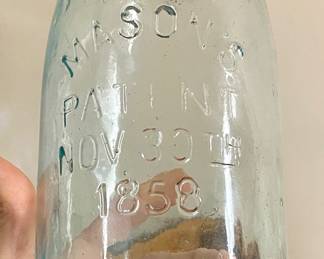 MASON'S
PATENT
NOV. 30TH
1858